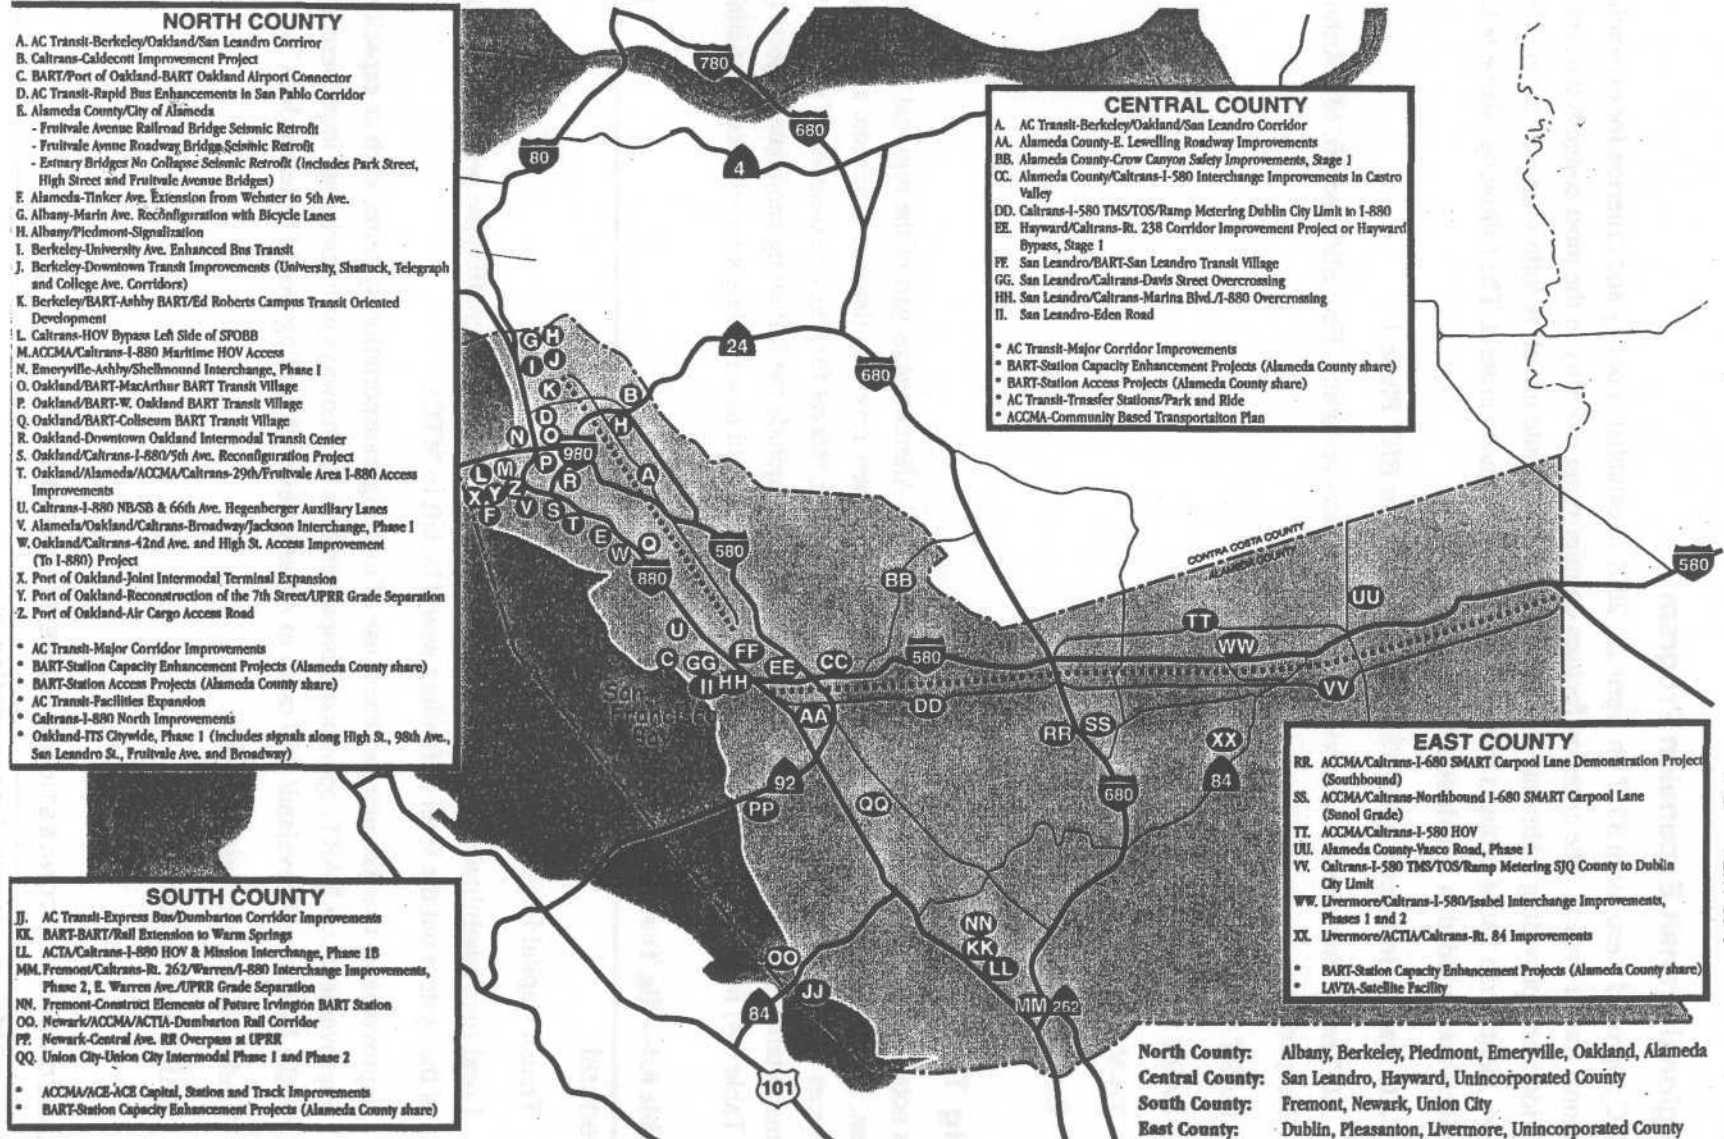 NORTH COUNTY
A. AC Transit-Berkeley/Oakland/San Leandro Corriror
B. Caltrans-Caldecott Improvement Project
C. BART/Port of Oakland-BART Oakland Airport Connector
D. AC Transit-Rapid Bus Enhancements in San Pablo Corridor
E. Alameda County/City of Alameda
- Fruitvale Avenue Railroad Bridge Seismic Retrofit
- Fruitvale Avnue Roadway Bridge Seismic Retrofit
- Estuary Bridges No Collapse Seismic Retrofit (includes Park Street,
High Street and Fruitvale Avenue Bridges)
F. Alameda-Tinker Ave. Extension from Webster to 5th Ave.
G. Albany-Marin Ave. Reconfiguration with Bicycle Lanes
H. Albany/Piedmont-Signalization
I. Berkeley-University Ave. Enhanced Bus Transit
J. Berkeley-Downtown Transit Improvements (University, Shattuck, Telegraph
and College Ave. Corridors)
K. Berkeley/BART-Ashby BART/Ed Roberts Campus Transit Oriented
Development
L. Caltrans-HOV Bypass Left Side of SFOBB
M. ACCMA/Caltrans-I-880 Maritime HOV Access
N. Emeryville-Ashby/Shellmound Interchange, Phase I
O. Oakland/BART-MacArthur BART Transit Village
P. Oakland/BART-W. Oakland BART Transit Village
Q. Oakland/BART-Coliseum BART Transit Village
R. Oakland-Downtown Oakland Intermodal Transit Center
S. Oakland/Caltrans-I-880/5th Ave. Reconfiguration Project
T. Oakland/Alameda/ACCMA/Caltrans-29th/Fruitvale Area I-880 Access
Improvements
U. Caltrans-I-880 NB/SB & 66th Ave. Hegenberger Auxiliary Lanes
V. Alameda/Oakland/Caltrans-Broadway/Jackson Interchange, Phase I
W. Oakland/Caltrans-42nd Ave. and High St. Access Improvement
(To I-880) Project
X. Port of Oakland-Joint Intermodal Terminal Expansion
Y. Port of Oakland-Reconstruction of the 7th Street/UPRR Grade Separation
Z. Port of Oakland-Air Cargo Access Road
* AC Transit-Major Corridor Improvements
* BART-Station Capacity Enhancement Projects (Alameda County share)
* BART-Station Access Projects (Alameda County share)
* AC Transit-Facilities Expansion
* Caltrans-I-880 North Improvements
* Oakland-ITS Citywide, Phase 1 (includes signals along High St., 98th Ave.,
San Leandro St., Fruitvale Ave. and Broadway)
CENTRAL COUNTY
A. AC Transit-Berkeley/Oakland/San Leandro Corridor
AA. Alameda County-E. Lewelling Roadway Improvements
BB. Alameda County-Crow Canyon Safety Improvements, Stage 1
CC. Alameda County/Caltrans-I-580 Interchange Improvements in Castro
Valley
DD. Caltrans-I-580 TMS/TOS/Ramp Metering Dublin City Limit to I-880
EE. Hayward/Caltrans-Rt. 238 Corridor Improvement Project or Hayward
Bypass, Stage 1
FF. San Leandro/BART-San Leandro Transit Village
GG. San Leandro/Caltrans-Davis Street Overcrossing
HH. San Leandro/Caltrans-Marina Blvd./I-880 Overcrossing
II. San Leandro-Eden Road
* AC Transit-Major Corridor Improvements
* BART-Station Capacity Enhancement Projects (Alameda County share)
* BART-Station Access Projects (Alameda County share)
* AC Transit-Trnasfer Stations/Park and Ride
* ACCMA-Community Based Transportaiton Plan
780
680
80
4
24
680
G H
I J
K
B
D
H
N O
980
L M P
A
R
X Y Z
F V S
T
E
W Q
580
880
CONTRA COSTA COUNTY
ALAMEDA COUNTY
580
BB
UU
TT
WW
U
C GG FF
EE CC 580
II HH
VV
San
Francisco
Bay
AA DD
RR SS
XX
92
84
680
PP QQ
NN
KK
LL
OO
JJ
MM 262
84
101
EAST COUNTY
RR. ACCMA/Caltrans-I-680 SMART Carpool Lane Demonstration Project
(Southbound)
SS. ACCMA/Caltrans-Northbound I-680 SMART Carpool Lane
(Sunol Grade)
TT. ACCMA/Caltrans-I-580 HOV
UU. Alameda County-Vasco Road, Phase 1
VV. Caltrans-I-580 TMS/TOS/Ramp Metering SJQ County to Dublin
City Limit
WW. Livermore/Caltrans-I-580/Isabel Interchange Improvements,
Phases 1 and 2
XX. Livermore/ACTIA/Caltrans-Rt. 84 Improvements
* BART-Station Capacity Enhancement Projects (Alameda County share)
* LAVTA-Satellite Facility
SOUTH COUNTY
JJ. AC Transit-Express Bus/Dumbarton Corridor Improvements
KK. BART-BART/Rail Extension to Warm Springs
LL. ACTA/Caltrans-I-880 HOV & Mission Interchange, Phase 1B
MM. Fremont/Caltrans-Rt. 262/Warren/I-880 Interchange Improvements,
Phase 2, E. Warren Ave./UPRR Grade Separation
NN. Fremont-Construct Elements of Future Irvington BART Station
OO. Newark/ACCMA/ACTIA-Dumbarton Rail Corridor
PP. Newark-Central Ave. RR Overpass at UPRR
QQ. Union City-Union City Intermodal Phase 1 and Phase 2
* ACCMA/ACE-ACE Capital, Station and Track Improvements
* BART-Station Capacity Enhancement Projects (Alameda County share)
North County: Albany, Berkeley, Piedmont, Emeryville, Oakland, Alameda
Central County: San Leandro, Hayward, Unincorporated County
South County: Fremont, Newark, Union City
East County: Dublin, Pleasanton, Livermore, Unincorporated County